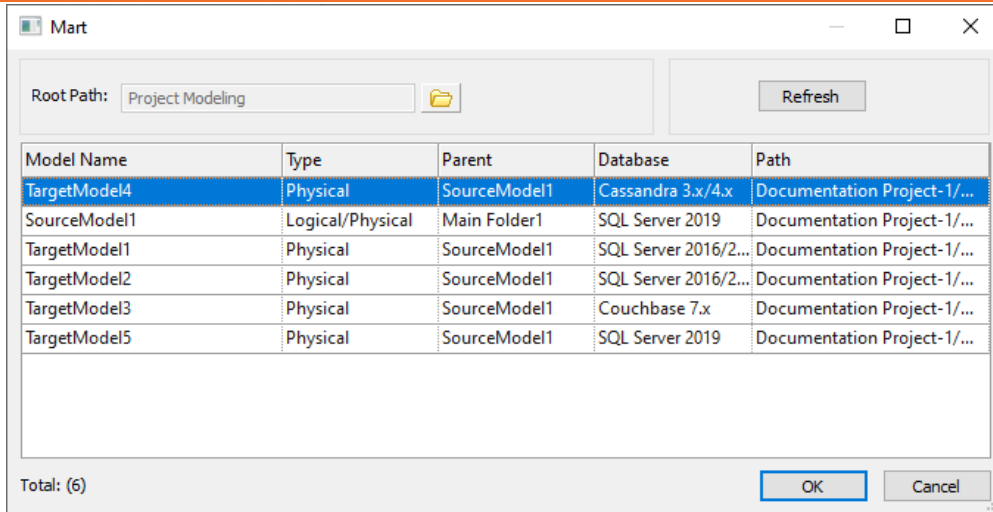 Mart
Root Path: Project Modeling Refresh
Model Name Type Parent Database Path
TargetModel4 Physical SourceModel1 Cassandra 3.x/4.x Documentation Project-1/...
SourceModel1 Logical/Physical Main Folder1 SQL Server 2019 Documentation Project-1/...
TargetModel1 Physical SourceModel1 SQL Server 2016/2... Documentation Project-1/...
TargetModel2 Physical SourceModel1 SQL Server 2016/2... Documentation Project-1/...
TargetModel3 Physical SourceModel1 Couchbase 7.x Documentation Project-1/...
TargetModel5 Physical SourceModel1 SQL Server 2019 Documentation Project-1/...
Total: (6) OK Cancel